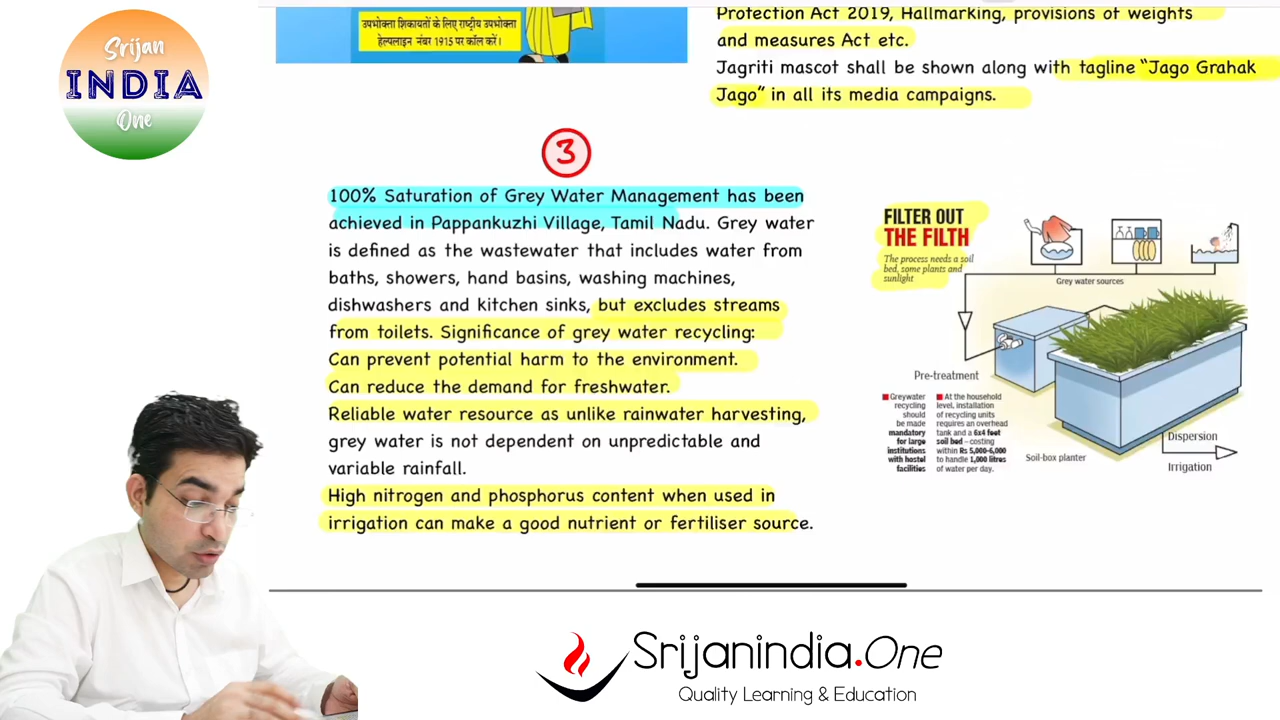 Srijan
INDIA
One
उपभोक्ता शिकायतों के लिए राष्ट्रीय उपभोक्ता
हेल्पलाइन नंबर 1915 पर कॉल करें।
Protection Act 2019, Hallmarking, provisions of weights
and measures Act etc.
Jagriti mascot shall be shown along with tagline “Jago Grahak
Jago” in all its media campaigns.
3
100% Saturation of Grey Water Management has been
achieved in Pappankuzhi Village, Tamil Nadu. Grey water
is defined as the wastewater that includes water from
baths, showers, hand basins, washing machines,
dishwashers and kitchen sinks, but excludes streams
from toilets. Significance of grey water recycling:
Can prevent potential harm to the environment.
Can reduce the demand for freshwater.
Reliable water resource as unlike rainwater harvesting,
grey water is not dependent on unpredictable and
variable rainfall.
High nitrogen and phosphorus content when used in
irrigation can make a good nutrient or fertiliser source.
FILTER OUT
THE FILTH
The process needs a soil
bed, some plants and
sunlight
Grey water sources
Pre-treatment
Greywater
recycling
should
be made
mandatory
for large
institutions
with hostel
facilities
At the household
level, installation
of recycling units
requires an overhead
tank and a 6x4 feet
soil bed – costing
within Rs 5,000-6,000
to handle 1,000 litres
of water per day.
Soil-box planter
Dispersion
Irrigation
Srijanindia.One
Quality Learning & Education